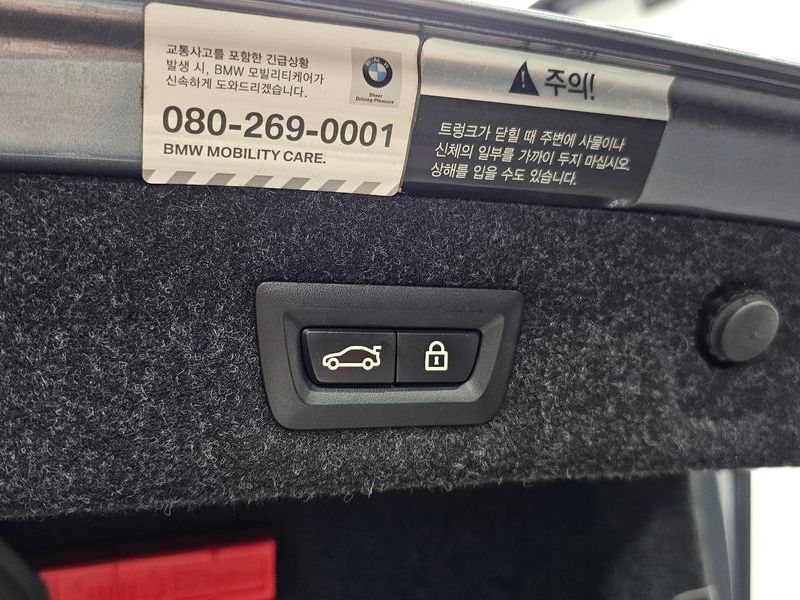 교통사고를 포함한 긴급상황
발생 시, BMW 모빌리티케어가
신속하게 도와드리겠습니다.
BMW
Sheer
Driving Pleasure
080-269-0001
BMW MOBILITY CARE.
주의!
트렁크가 닫힐 때 주변에 사물이나
신체의 일부를 가까이 두지 마십시오.
상해를 입을 수도 있습니다.